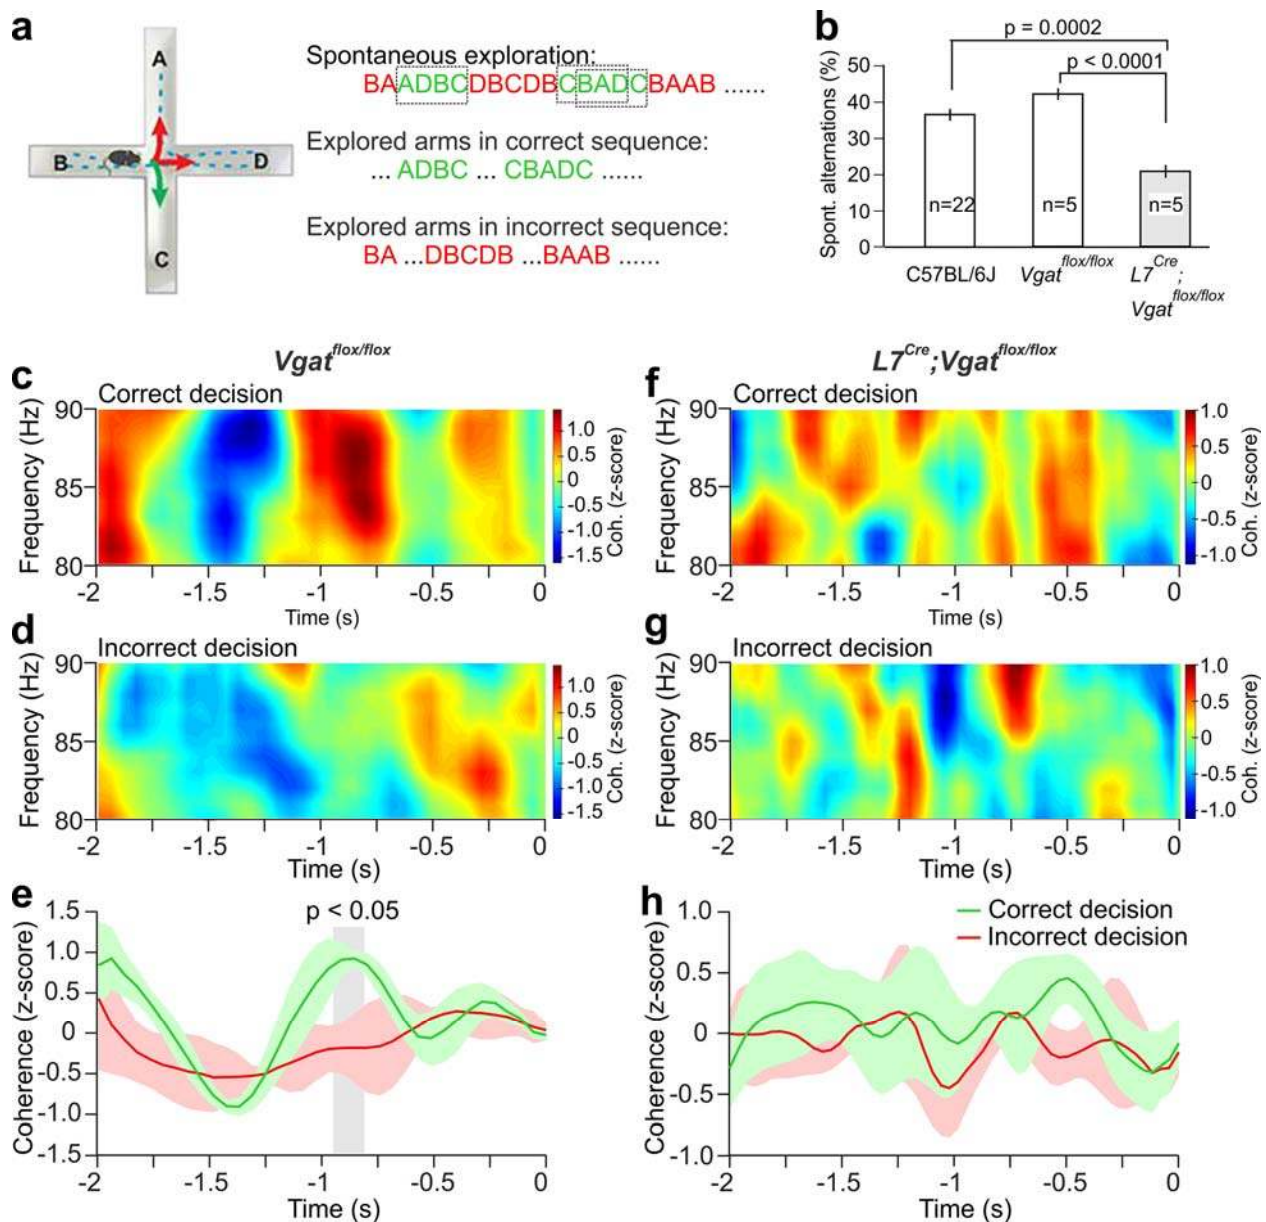 a
A
B
D
C
Spontaneous exploration:
BAADBCDBCDBCBADCBAAB ......
Explored arms in correct sequence:
... ADBC ... CBADC ......
Explored arms in incorrect sequence:
BA ...DBCDB ...BAAB ......
b
p = 0.0002
p < 0.0001
Spont. alternations (%)
50
40
30
20
10
0
n=22
n=5
n=5
C57BL/6J
Vgat flox/flox
L7 Cre;
Vgat flox/flox
Vgat flox/flox
c
Correct decision
Frequency (Hz)
90
85
80
-2
-1.5
-1
-0.5
0
Time (s)
1.0
0.5
0
-0.5
-1.0
-1.5
Coh. (z-score)
d
Incorrect decision
Frequency (Hz)
90
85
80
-2
-1.5
-1
-0.5
0
Time (s)
1.0
0.5
0
-0.5
-1.0
-1.5
Coh. (z-score)
e
p < 0.05
Coherence (z-score)
1.5
1.0
0.5
0
-0.5
-1.0
-1.5
-2
-1.5
-1
-0.5
0
Time (s)
L7 Cre;Vgat flox/flox
f
Correct decision
Frequency (Hz)
90
85
80
-2
-1.5
-1
-0.5
0
Time (s)
1.0
0.5
0
-0.5
-1.0
Coh. (z-score)
g
Incorrect decision
Frequency (Hz)
90
85
80
-2
-1.5
-1
-0.5
0
Time (s)
1.0
0.5
0
-0.5
-1.0
Coh. (z-score)
h
Correct decision
Incorrect decision
Coherence (z-score)
1.0
0.5
0
-0.5
-1.0
-2
-1.5
-1
-0.5
0
Time (s)